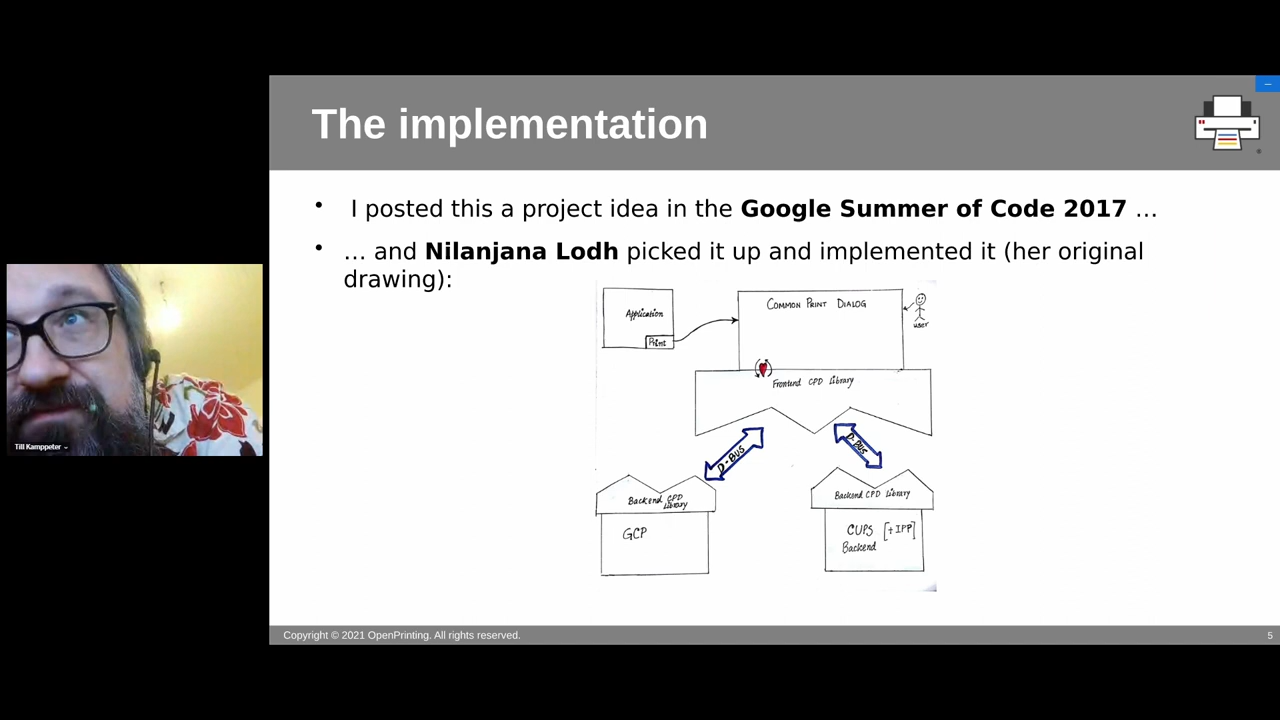 The implementation
• I posted this a project idea in the Google Summer of Code 2017 …
• … and Nilanjana Lodh picked it up and implemented it (her original
drawing):
Application
Print
COMMON PRINT DIALOG
user
Frontend CPD Library
D-BUS
D-BUS
Backend CPD
Library
GCP
Backend CPD Library
CUPS [+IPP]
Backend
Till Kamppeter
Copyright © 2021 OpenPrinting. All rights reserved.
5